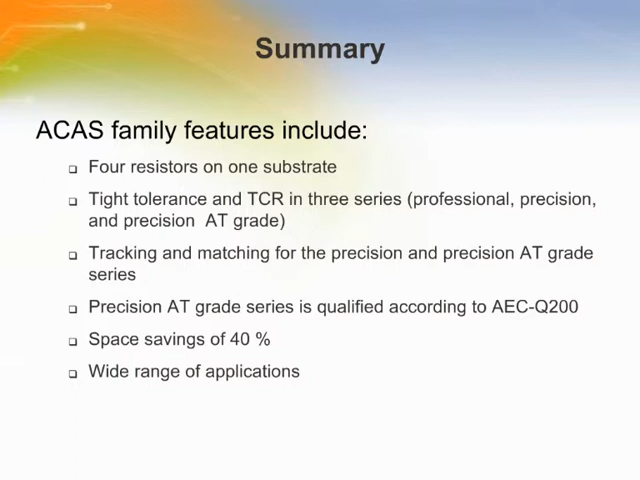 Summary
ACAS family features include:
❑ Four resistors on one substrate
❑ Tight tolerance and TCR in three series (professional, precision,
and precision  AT grade)
❑ Tracking and matching for the precision and precision AT grade
series
❑ Precision AT grade series is qualified according to AEC-Q200
❑ Space savings of 40 %
❑ Wide range of applications